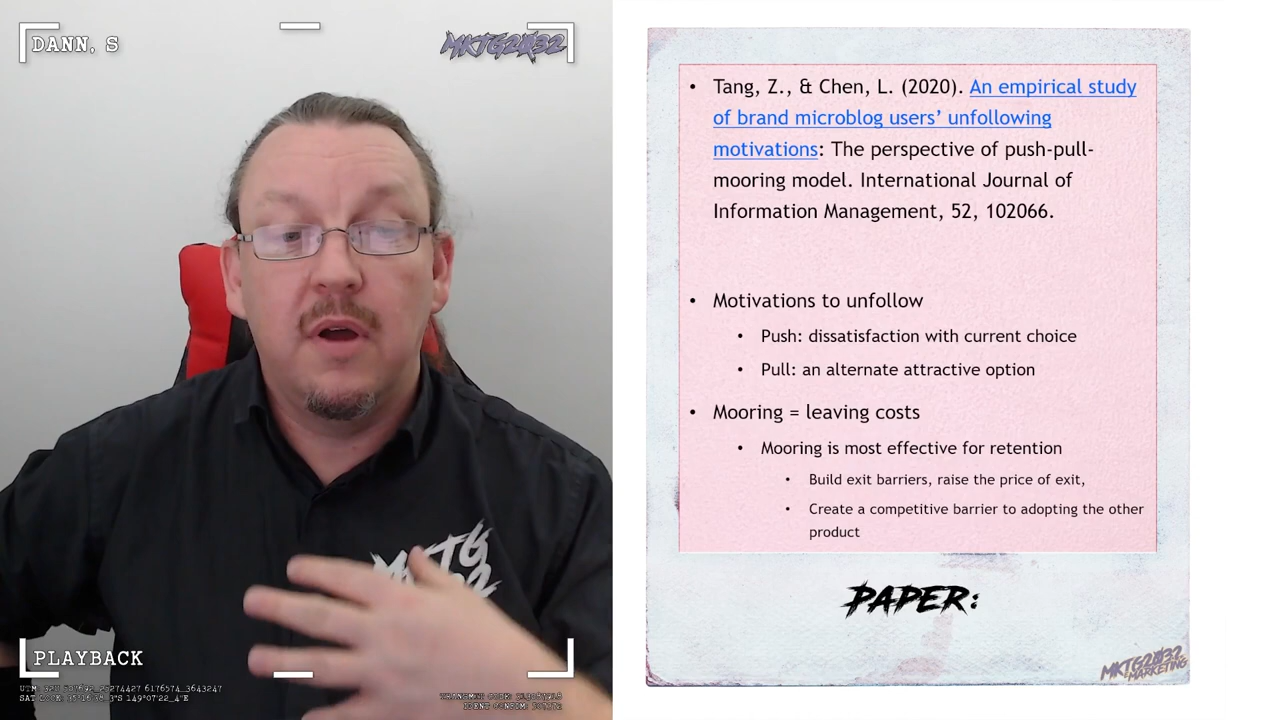 DANN, S
MKTG2032
PLAYBACK
MKTG
• Tang, Z., & Chen, L. (2020). An empirical study
of brand microblog users’ unfollowing
motivations: The perspective of push-pull-
mooring model. International Journal of
Information Management, 52, 102066.
• Motivations to unfollow
• Push: dissatisfaction with current choice
• Pull: an alternate attractive option
• Mooring = leaving costs
• Mooring is most effective for retention
• Build exit barriers, raise the price of exit,
• Create a competitive barrier to adopting the other
product
PAPER:
MKTG2032
MARKETING